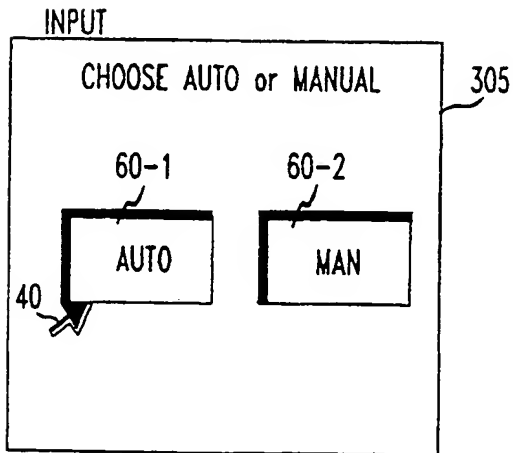 INPUT
CHOOSE AUTO or MANUAL
305
60-1 60-2
AUTO MAN
40